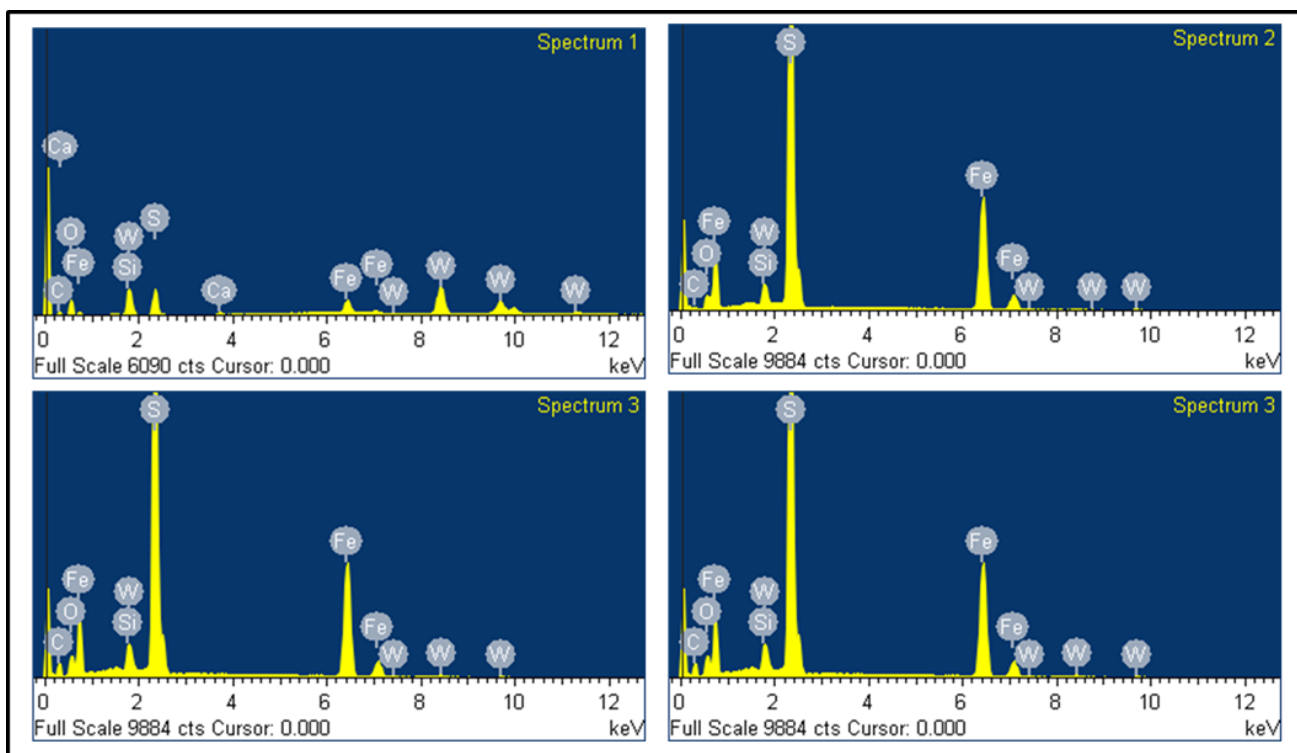 Spectrum 1
Ca
O
W
S
Fe
Si
C
Ca
Fe
Fe
W
W
W
W
0 2 4 6 8 10 12
Full Scale 6090 cts Cursor: 0.000 keV
Spectrum 2
S
Fe
Fe
W
O
Si
C
Fe
W
W
W
0 2 4 6 8 10 12
Full Scale 9884 cts Cursor: 0.000 keV
Spectrum 3
S
Fe
Fe
W
O
Si
C
Fe
W
W
W
0 2 4 6 8 10 12
Full Scale 9884 cts Cursor: 0.000 keV
Spectrum 3
S
Fe
Fe
W
O
Si
C
Fe
W
W
W
0 2 4 6 8 10 12
Full Scale 9884 cts Cursor: 0.000 keV